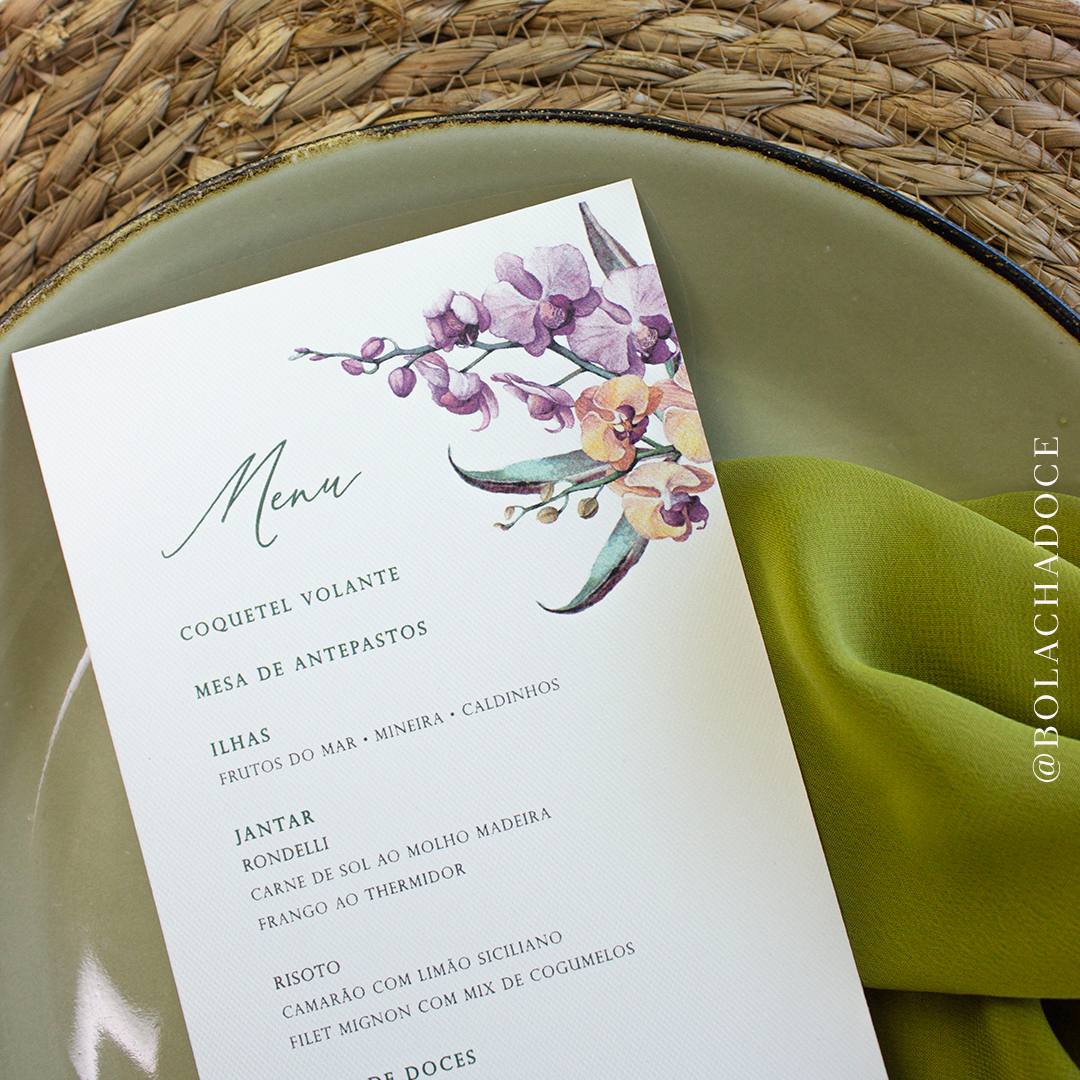 Menu
COQUETEL VOLANTE
MESA DE ANTEPASTOS
ILHAS
FRUTOS DO MAR • MINEIRA • CALDINHOS
JANTAR
RONDELLI
CARNE DE SOL AO MOLHO MADEIRA
FRANGO AO THERMIDOR
RISOTO
CAMARÃO COM LIMÃO SICILIANO
FILET MIGNON COM MIX DE COGUMELOS
DE DOCES
@BOLACHADOCE